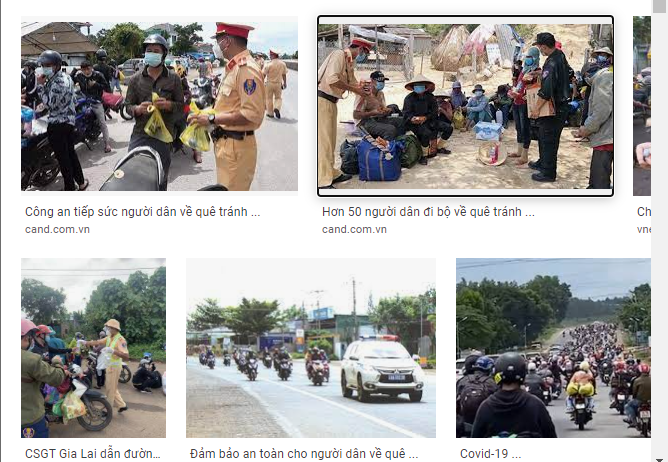 Công an tiếp sức người dân về quê tránh ...
cand.com.vn
Hơn 50 người dân đi bộ về quê tránh ...
cand.com.vn
Ch
vne
CSGT Gia Lai dẫn đườn...
Đảm bảo an toàn cho người dân về quê ...
Covid-19 ...